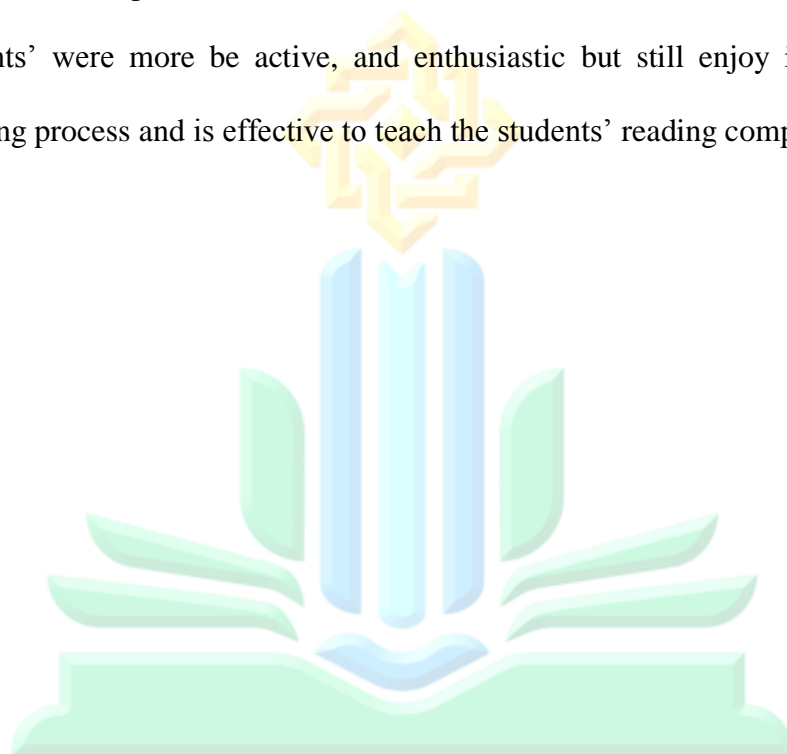 nts’ were more be active, and enthusiastic but still enjoy i
ng process and is effective to teach the students’ reading comp